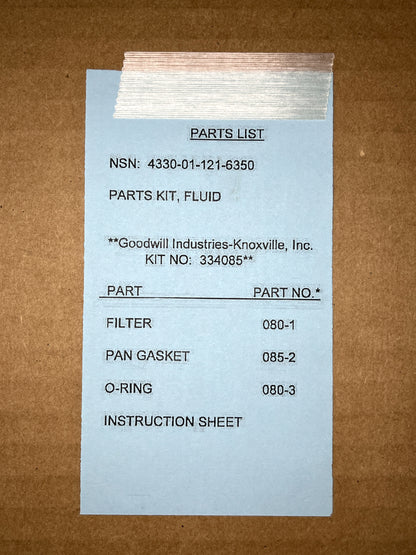 PARTS LIST
NSN: 4330-01-121-6350
PARTS KIT, FLUID
**Goodwill Industries-Knoxville, Inc.
KIT NO: 334085**
PART PART NO.*
FILTER 080-1
PAN GASKET 085-2
O-RING 080-3
INSTRUCTION SHEET